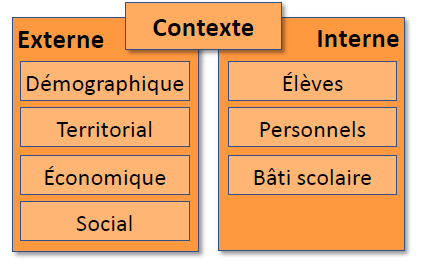 Contexte
Externe
Démographique
Territorial
Économique
Social
Interne
Élèves
Personnels
Bâti scolaire